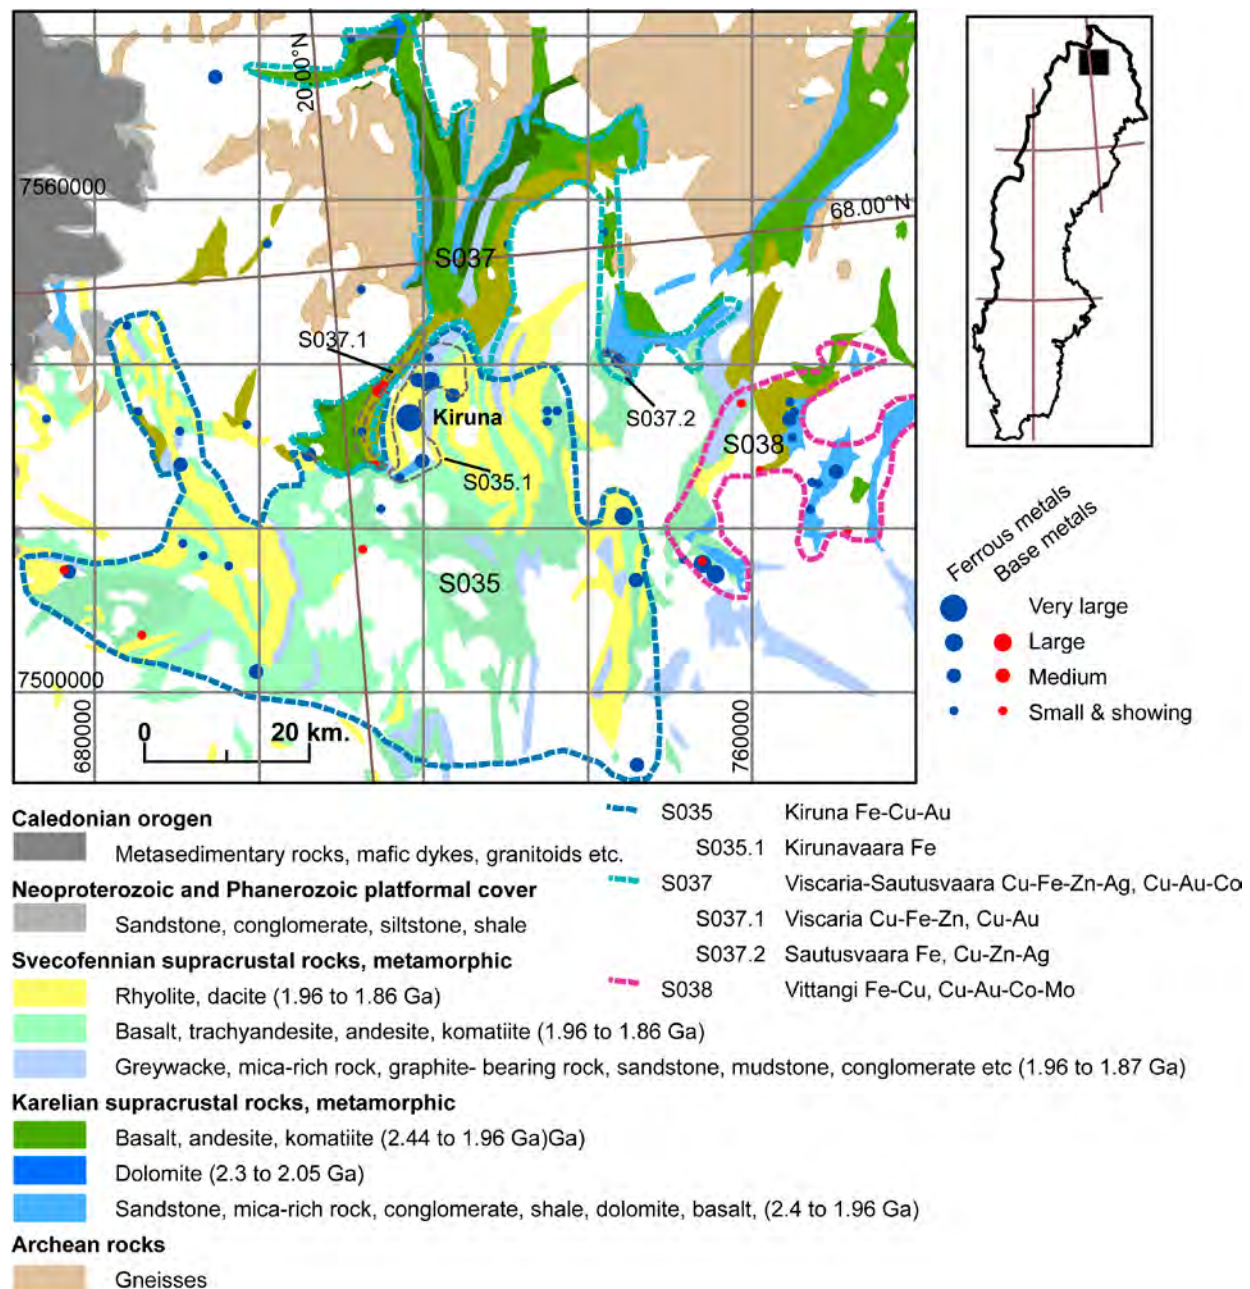 20.00°N
7560000
68.00°N
S037
S037.1
Kiruna
S037.2
S038
S035.1
S035
7500000
0 20 km.
680000
760000
Ferrous metals
Base metals
Very large
Large
Medium
Small & showing
Caledonian orogen
Metasedimentary rocks, mafic dykes, granitoids etc.
Neoproterozoic and Phanerozoic platformal cover
Sandstone, conglomerate, siltstone, shale
Svecofennian supracrustal rocks, metamorphic
Rhyolite, dacite (1.96 to 1.86 Ga)
Basalt, trachyandesite, andesite, komatiite (1.96 to 1.86 Ga)
Greywacke, mica-rich rock, graphite- bearing rock, sandstone, mudstone, conglomerate etc (1.96 to 1.87 Ga)
Karelian supracrustal rocks, metamorphic
Basalt, andesite, komatiite (2.44 to 1.96 Ga)Ga)
Dolomite (2.3 to 2.05 Ga)
Sandstone, mica-rich rock, conglomerate, shale, dolomite, basalt, (2.4 to 1.96 Ga)
Archean rocks
Gneisses
S035 Kiruna Fe-Cu-Au
S035.1 Kirunavaara Fe
S037 Viscaria-Sautusvaara Cu-Fe-Zn-Ag, Cu-Au-Co
S037.1 Viscaria Cu-Fe-Zn, Cu-Au
S037.2 Sautusvaara Fe, Cu-Zn-Ag
S038 Vittangi Fe-Cu, Cu-Au-Co-Mo